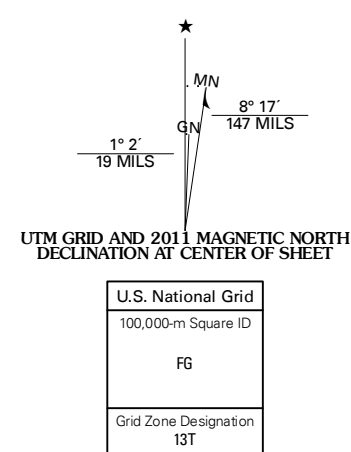 MN
8° 17´
147 MILS
GN
1° 2´
19 MILS
UTM GRID AND 2011 MAGNETIC NORTH
DECLINATION AT CENTER OF SHEET
U.S. National Grid
100,000-m Square ID
FG
Grid Zone Designation
13T